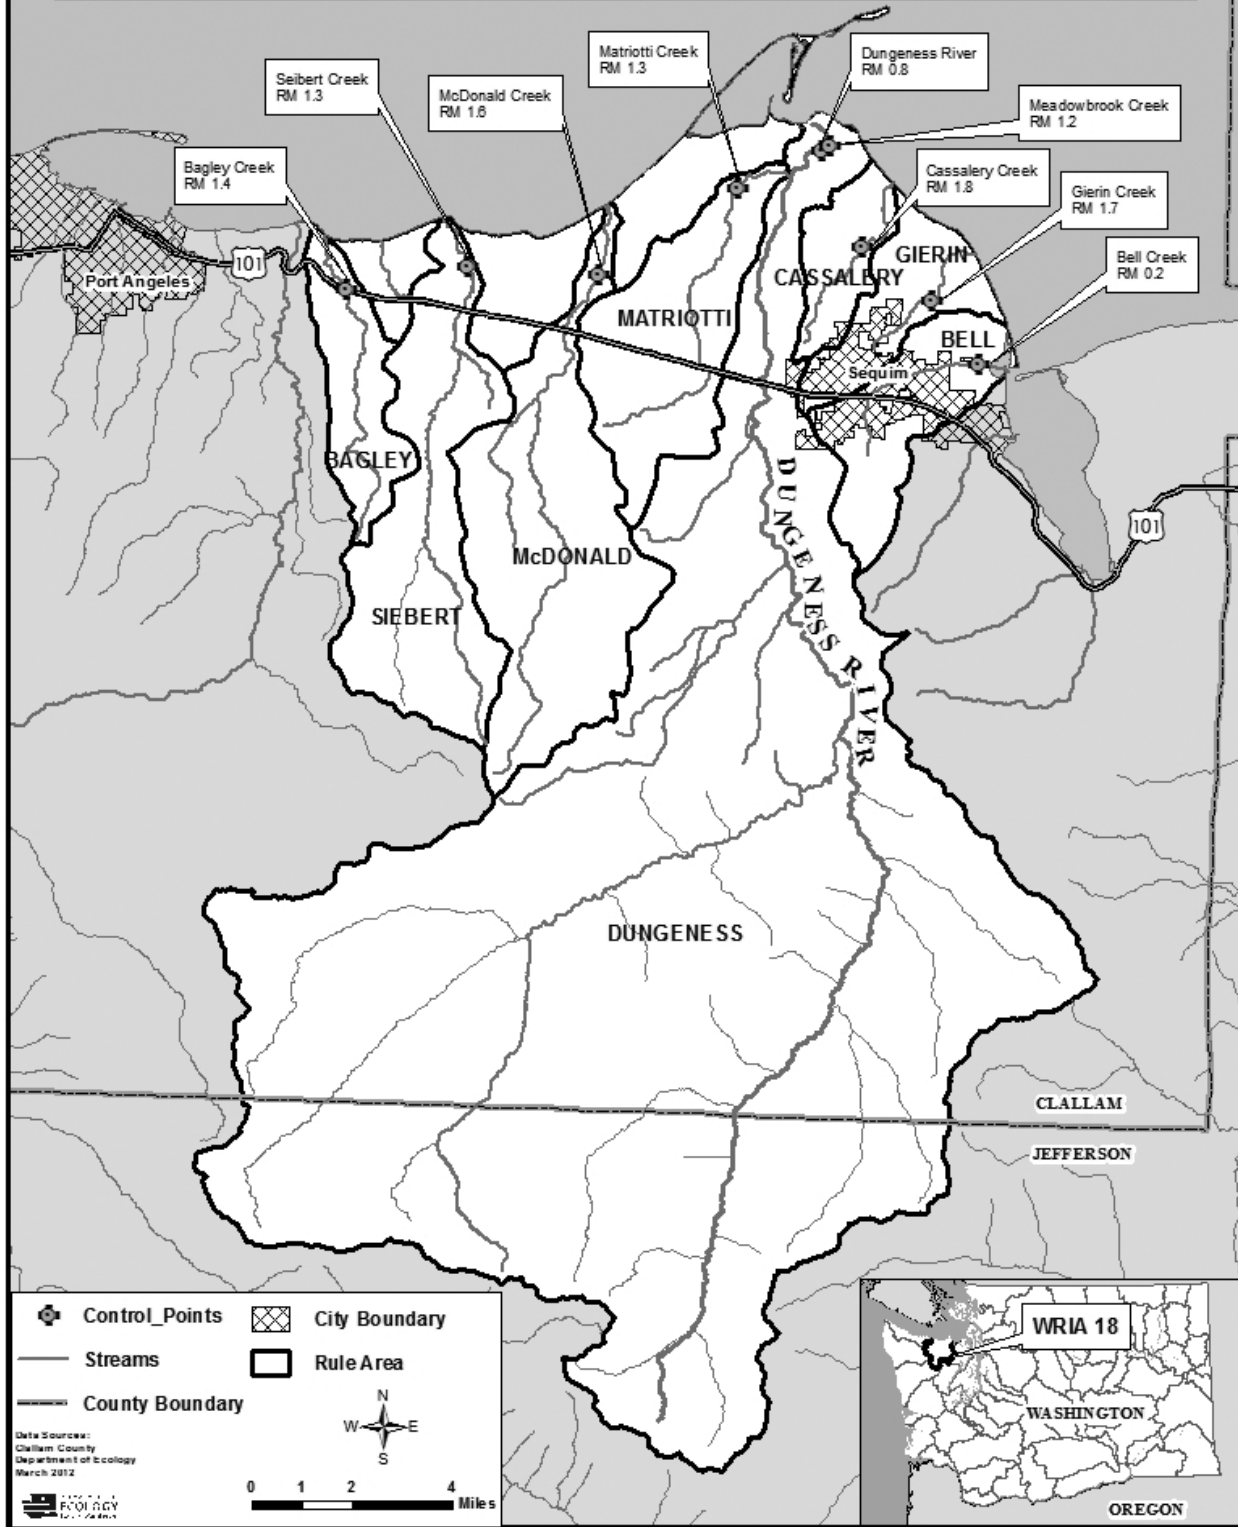 Matriotti Creek
RM 1.3
Dungeness River
RM 0.8
Seibert Creek
RM 1.3
McDonald Creek
RM 1.6
Meadowbrook Creek
RM 1.2
Bagley Creek
RM 1.4
Cassalery Creek
RM 1.8
Gierin Creek
RM 1.7
Bell Creek
RM 0.2
101
Port Angeles
GIERIN
CASSALERY
MATRIOTTI
BELL
Sequim
BAGLEY
101
McDONALD
SIEBERT
DUNGENESS RIVER
DUNGENESS
CLALLAM
JEFFERSON
Control_Points
City Boundary
Streams
Rule Area
County Boundary
N
W E
S
Data Sources:
Clallam County
Department of Ecology
March 2012
ECOLOGY
0 1 2 4
Miles
WRIA 18
WASHINGTON
OREGON